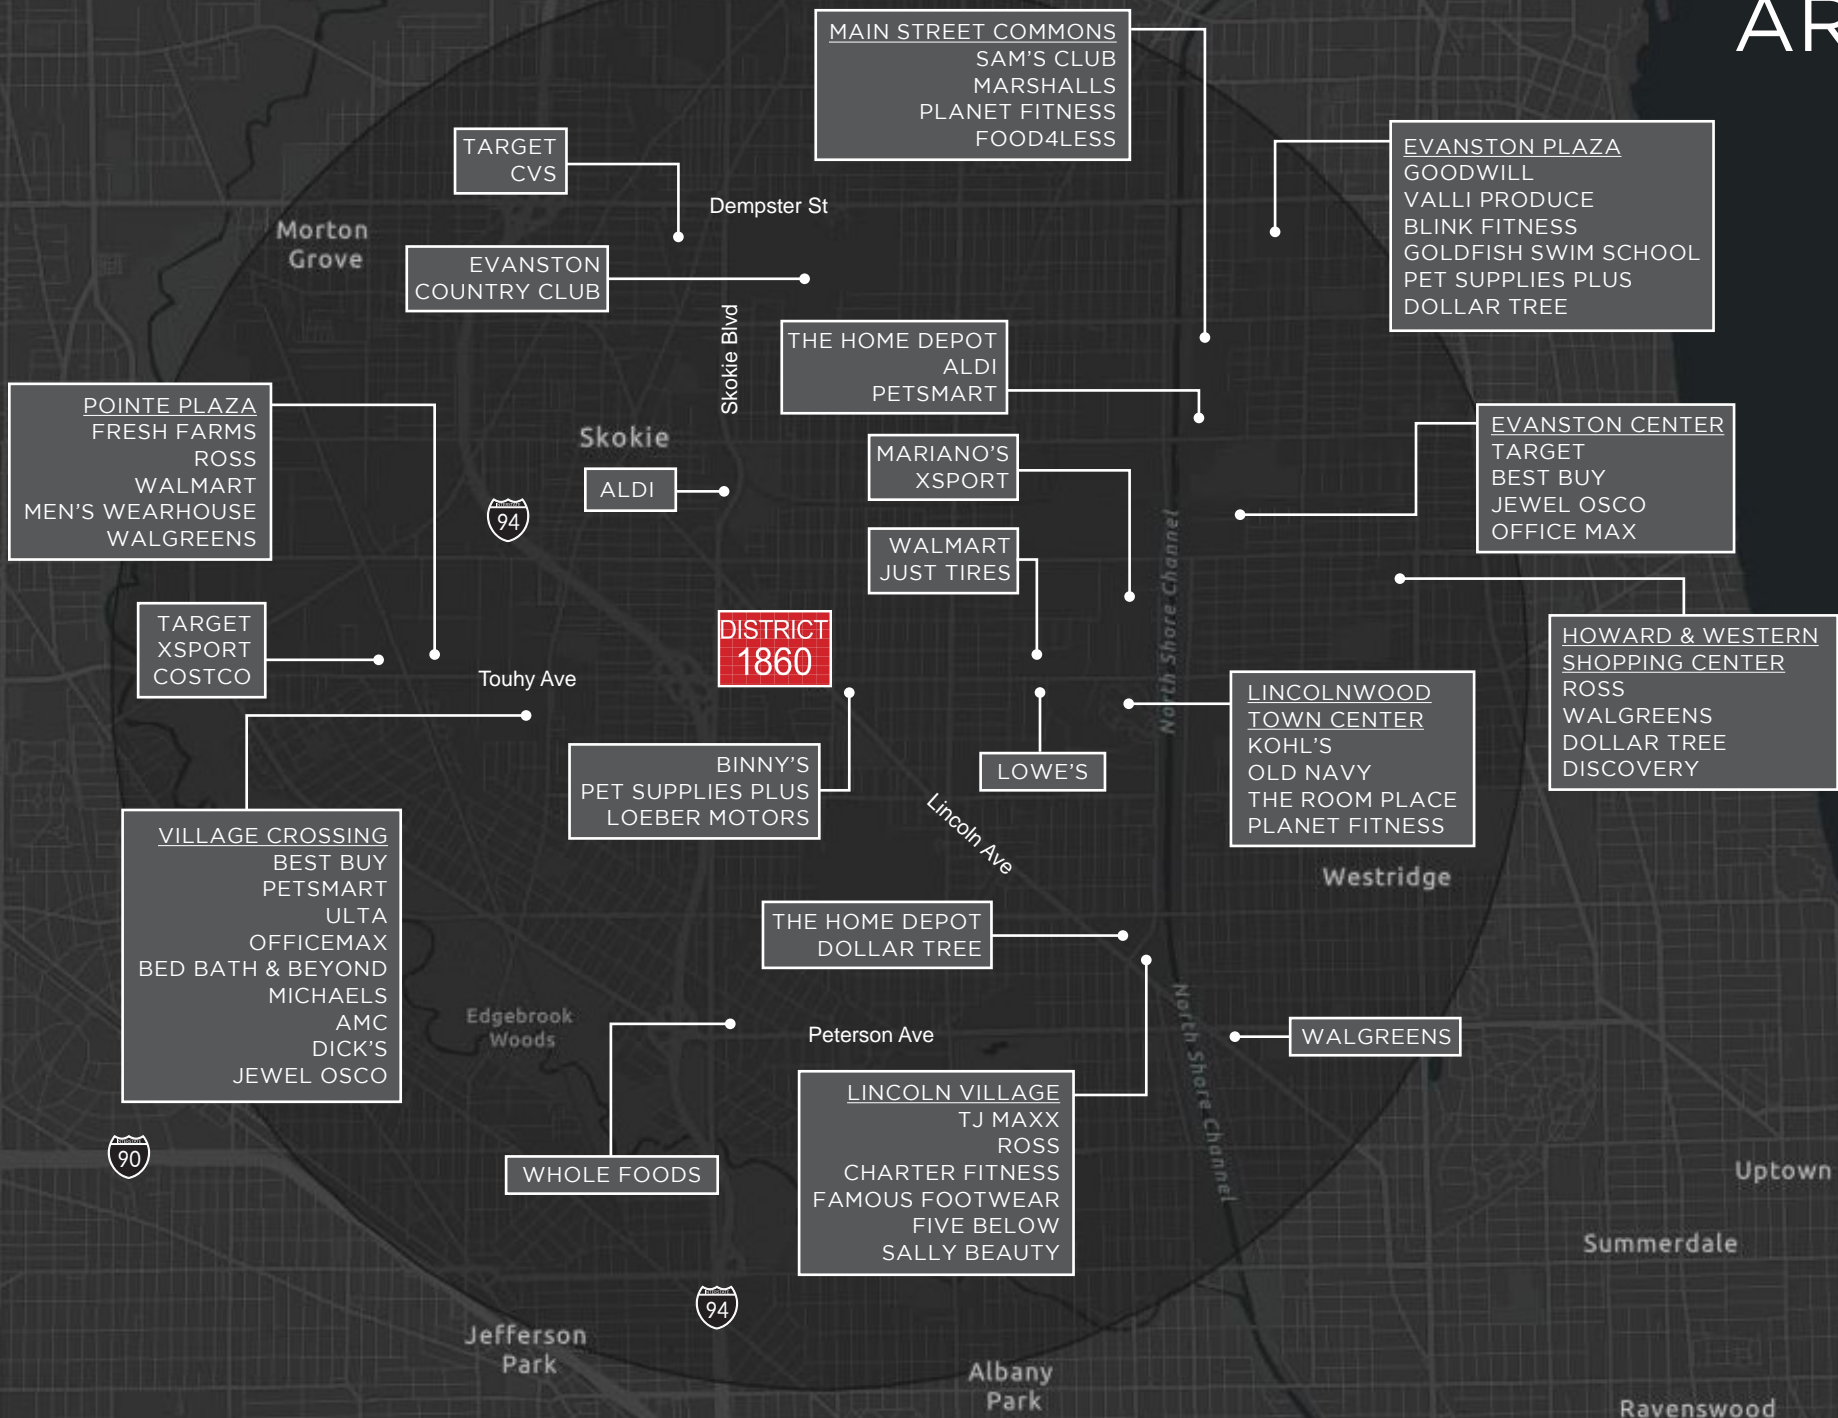 AR
MAIN STREET COMMONS
SAM'S CLUB
MARSHALLS
PLANET FITNESS
FOOD4LESS
TARGET
CVS
EVANSTON PLAZA
GOODWILL
VALLI PRODUCE
BLINK FITNESS
GOLDFISH SWIM SCHOOL
PET SUPPLIES PLUS
DOLLAR TREE
Dempster St
Morton
Grove
EVANSTON
COUNTRY CLUB
Skokie Blvd
THE HOME DEPOT
ALDI
PETSMART
POINTE PLAZA
FRESH FARMS
ROSS
WALMART
MEN'S WEARHOUSE
WALGREENS
Skokie
ALDI
MARIANO'S
XSPORT
EVANSTON CENTER
TARGET
BEST BUY
JEWEL OSCO
OFFICE MAX
INTERSTATE
94
WALMART
JUST TIRES
North Shore Channel
TARGET
XSPORT
COSTCO
DISTRICT
1860
HOWARD & WESTERN
SHOPPING CENTER
ROSS
WALGREENS
DOLLAR TREE
DISCOVERY
Touhy Ave
LINCOLNWOOD
TOWN CENTER
KOHL'S
OLD NAVY
THE ROOM PLACE
PLANET FITNESS
BINNY'S
PET SUPPLIES PLUS
LOEBER MOTORS
LOWE'S
Lincoln Ave
VILLAGE CROSSING
BEST BUY
PETSMART
ULTA
OFFICEMAX
BED BATH & BEYOND
MICHAELS
AMC
DICK'S
JEWEL OSCO
Westridge
THE HOME DEPOT
DOLLAR TREE
Edgebrook
Woods
Peterson Ave
North Shore Channel
WALGREENS
LINCOLN VILLAGE
TJ MAXX
ROSS
CHARTER FITNESS
FAMOUS FOOTWEAR
FIVE BELOW
SALLY BEAUTY
INTERSTATE
90
WHOLE FOODS
Uptown
Summerdale
INTERSTATE
94
Jefferson
Park
Albany
Park
Ravenswood